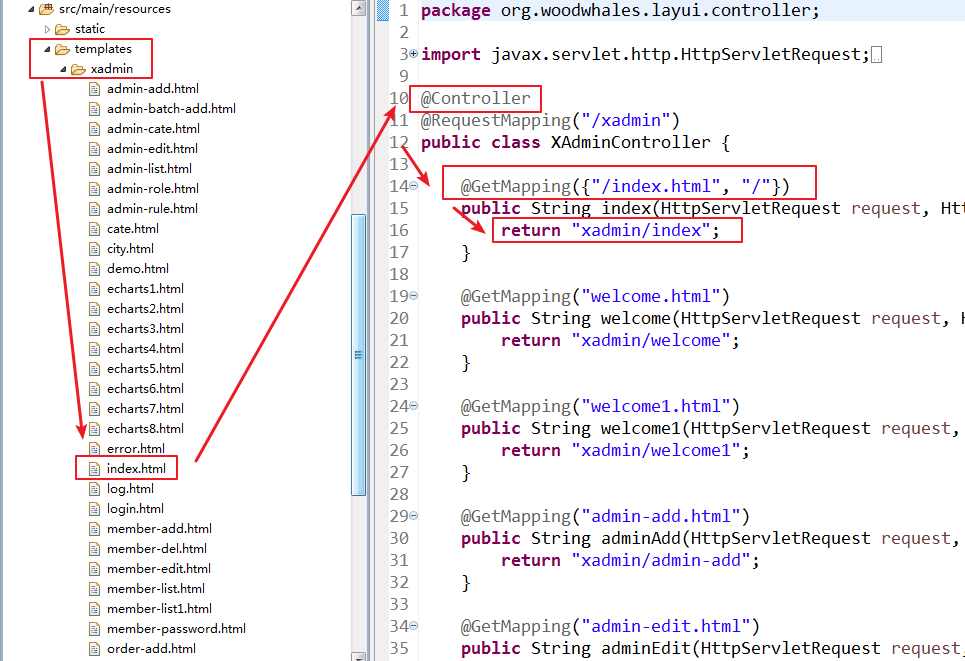 src/main/resources
static
templates
xadmin
admin-add.html
admin-batch-add.html
admin-cate.html
admin-edit.html
admin-list.html
admin-role.html
admin-rule.html
cate.html
city.html
demo.html
echarts1.html
echarts2.html
echarts3.html
echarts4.html
echarts5.html
echarts6.html
echarts7.html
echarts8.html
error.html
index.html
log.html
login.html
member-add.html
member-del.html
member-edit.html
member-list.html
member-list1.html
member-password.html
order-add.html
1 package org.woodwhales.layui.controller;
2
3 import javax.servlet.http.HttpServletRequest;
9
10 @Controller
11 @RequestMapping("/xadmin")
12 public class XAdminController {
13
14 @GetMapping({"/index.html", "/"})
15 public String index(HttpServletRequest request, Htt
16 return "xadmin/index";
17 }
18
19 @GetMapping("welcome.html")
20 public String welcome(HttpServletRequest request, H
21 return "xadmin/welcome";
22 }
23
24 @GetMapping("welcome1.html")
25 public String welcome1(HttpServletRequest request,
26 return "xadmin/welcome1";
27 }
28
29 @GetMapping("admin-add.html")
30 public String adminAdd(HttpServletRequest request,
31 return "xadmin/admin-add";
32 }
33
34 @GetMapping("admin-edit.html")
35 public String adminEdit(HttpServletRequest request,